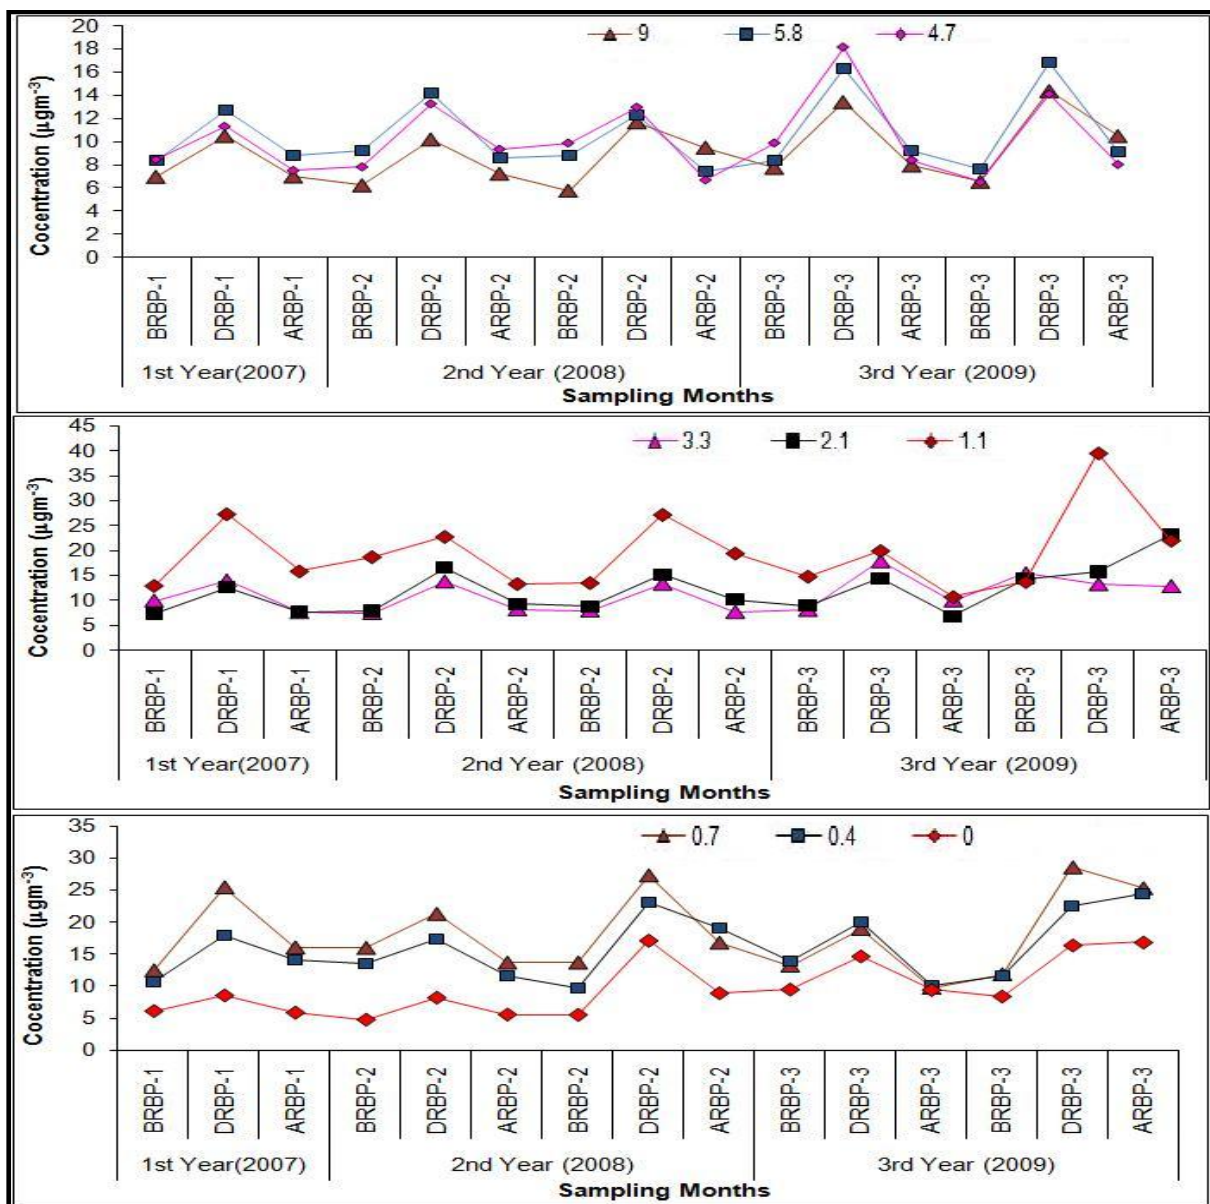 9 5.8 4.7
Cocentration (µgm⁻³)
20
18
16
14
12
10
8
6
4
2
0
BRBP-1 DRBP-1 ARBP-1 BRBP-2 DRBP-2 ARBP-2 BRBP-2 DRBP-2 ARBP-2 BRBP-3 DRBP-3 ARBP-3 BRBP-3 DRBP-3 ARBP-3
1st Year(2007) 2nd Year (2008) 3rd Year (2009)
Sampling Months
3.3 2.1 1.1
Cocentration (µgm⁻³)
45
40
35
30
25
20
15
10
5
0
BRBP-1 DRBP-1 ARBP-1 BRBP-2 DRBP-2 ARBP-2 BRBP-2 DRBP-2 ARBP-2 BRBP-3 DRBP-3 ARBP-3 BRBP-3 DRBP-3 ARBP-3
1st Year(2007) 2nd Year (2008) 3rd Year (2009)
Sampling Months
0.7 0.4 0
Cocentration (µgm⁻³)
35
30
25
20
15
10
5
0
BRBP-1 DRBP-1 ARBP-1 BRBP-2 DRBP-2 ARBP-2 BRBP-2 DRBP-2 ARBP-2 BRBP-3 DRBP-3 ARBP-3 BRBP-3 DRBP-3 ARBP-3
1st Year(2007) 2nd Year (2008) 3rd Year (2009)
Sampling Months